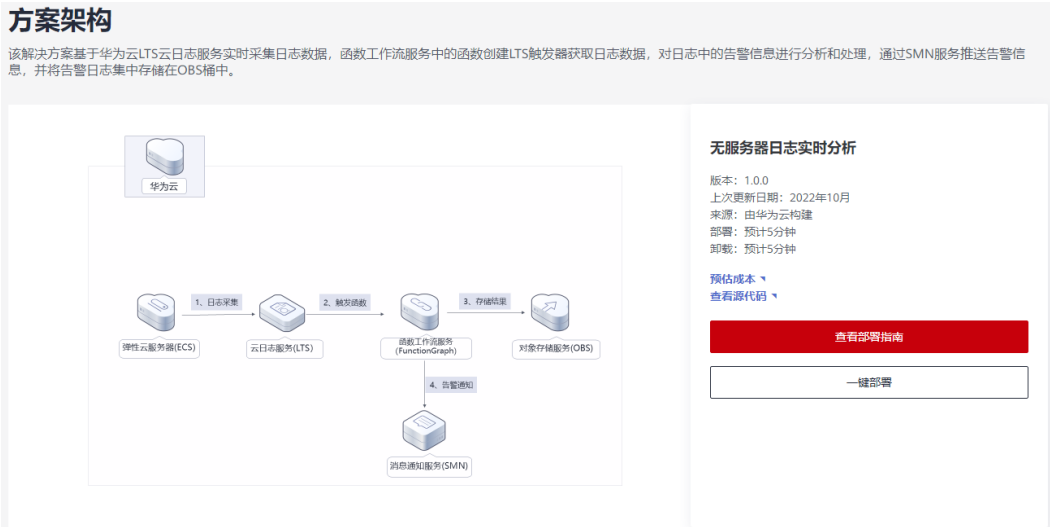 方案架构
该解决方案基于华为云LTS云日志服务实时采集日志数据，函数工作流服务中的函数创建LTS触发器获取日志数据，对日志中的告警信息进行分析和处理，通过SMN服务推送告警信
息，并将告警日志集中存储在OBS桶中。
华为云
1、日志采集
2、触发函数
3、存储结果
弹性云服务器(ECS)
云日志服务(LTS)
函数工作流服务
(FunctionGraph)
对象存储服务(OBS)
4、告警通知
消息通知服务(SMN)
无服务器日志实时分析
版本：1.0.0
上次更新日期：2022年10月
来源：由华为云构建
部署：预计5分钟
卸载：预计5分钟
预估成本
查看源代码
查看部署指南
一键部署